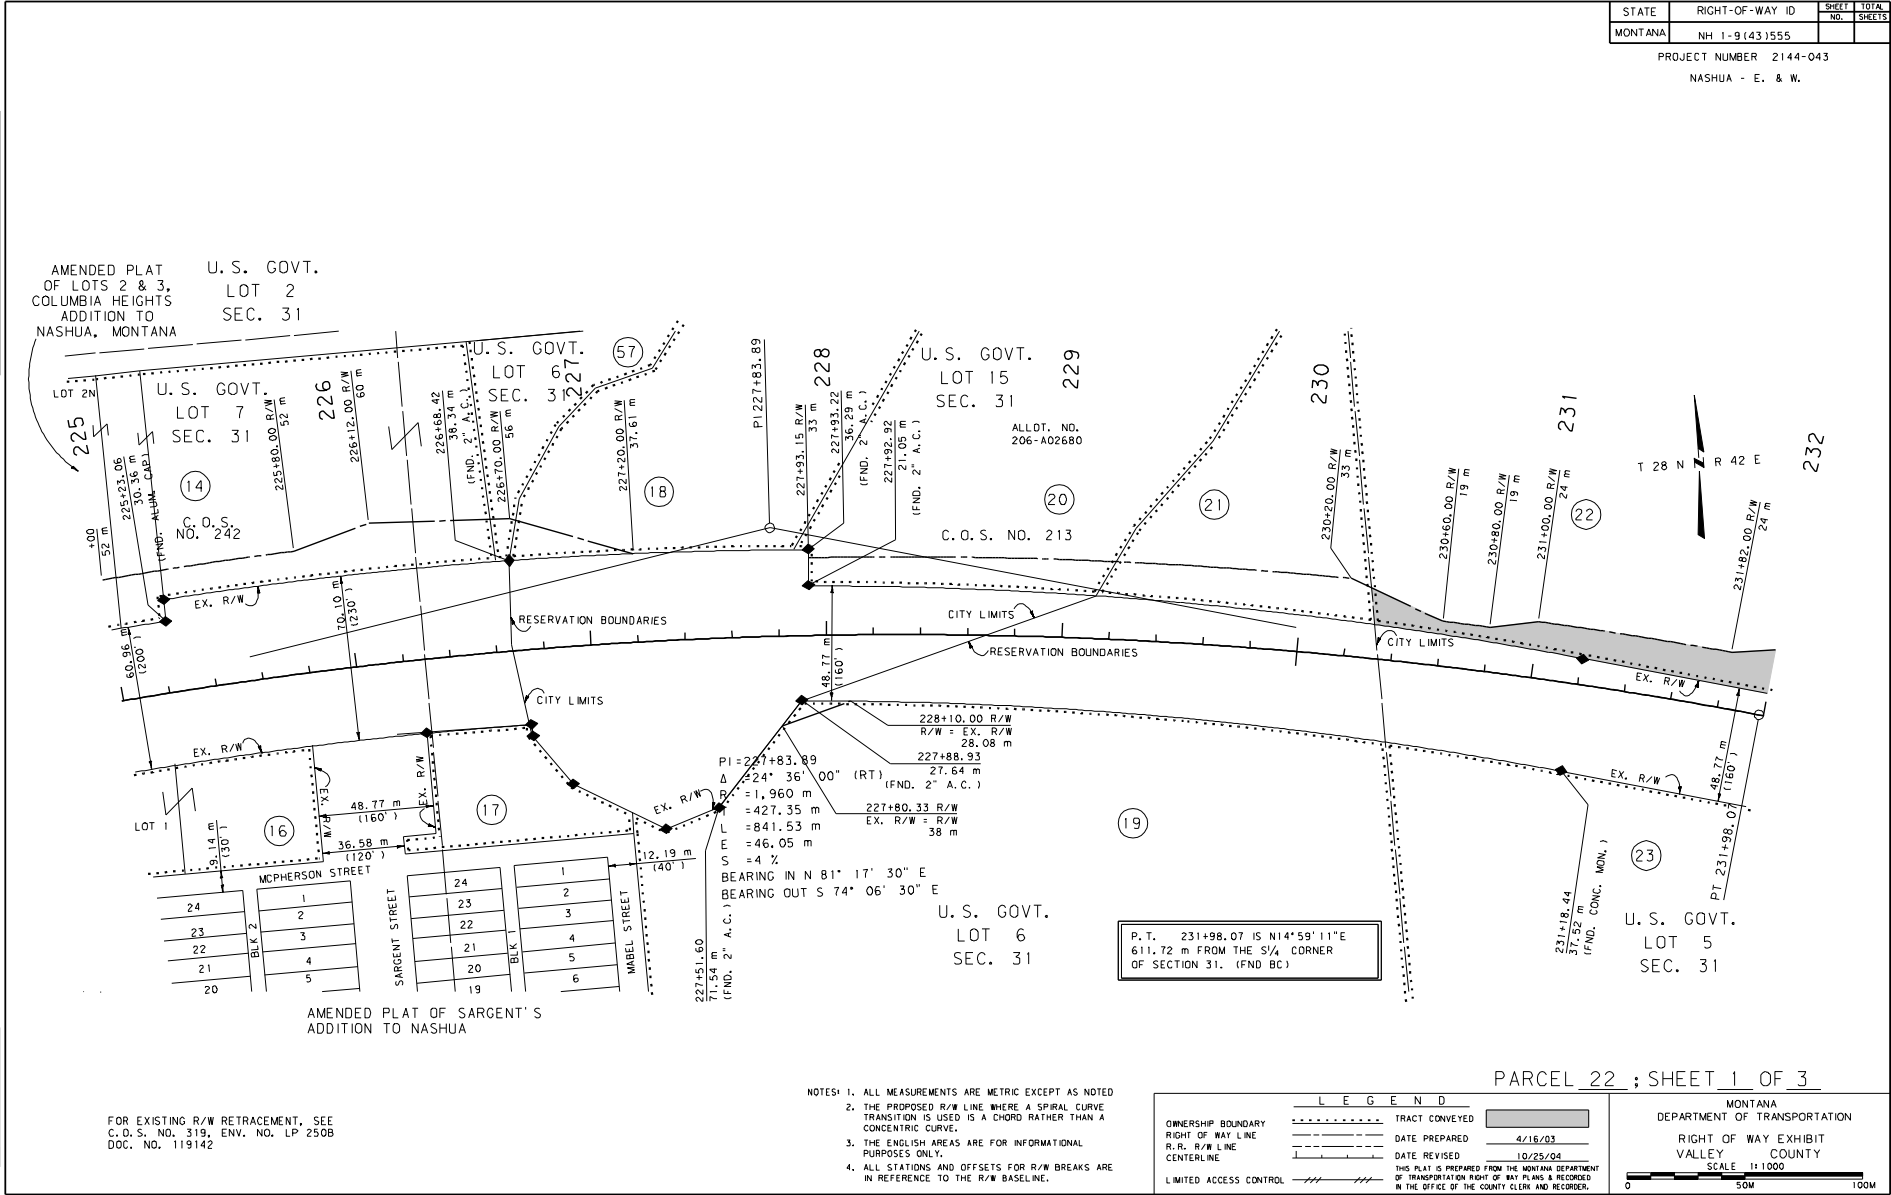 STATE
RIGHT-OF-WAY ID
SHEET NO.
TOTAL SHEETS
MONTANA
NH 1-9(43)555
PROJECT NUMBER 2144-043
NASHUA - E. & W.
AMENDED PLAT
OF LOTS 2 & 3,
COLUMBIA HEIGHTS
ADDITION TO
NASHUA, MONTANA
U.S. GOVT.
LOT 2
SEC. 31
LOT 2N
U.S. GOVT.
LOT 7
SEC. 31
U.S. GOVT.
LOT 6
SEC. 31
U.S. GOVT.
LOT 15
SEC. 31
ALLOT. NO.
206-A02680
225
226
227
228
229
230
231
232
+00
52 m
225+23.06
30.36 m
(FND. ALUM. CAP)
225+80.00 R/W
52 m
226+12.00 R/W
60 m
226+68.42
38.34 m
(FND. 2" A.C.)
226+70.00 R/W
56 m
227+20.00 R/W
37.61 m
PI 227+83.89
227+93.15 R/W
33 m
227+93.22
36.29 m
(FND. 2" A.C.)
227+92.92
21.05 m
(FND. 2" A.C.)
230+20.00 R/W
33 m
230+60.00 R/W
19 m
230+80.00 R/W
19 m
231+00.00 R/W
24 m
231+82.00 R/W
24 m
T 28 N N R 42 E
14
57
18
20
21
22
C.O.S.
NO. 242
C.O.S. NO. 213
EX. R/W
70.10 m
(230')
60.96 m
(200')
RESERVATION BOUNDARIES
CITY LIMITS
RESERVATION BOUNDARIES
CITY LIMITS
CITY LIMITS
48.77 m
(160')
EX. R/W
EX. R/W
EX. R/W
EX. R/W
EX. R/W
EX. R/W
48.77 m
(160')
228+10.00 R/W
R/W = EX. R/W
28.08 m
227+88.93
27.64 m
(FND. 2" A.C.)
227+80.33 R/W
EX. R/W = R/W
38 m
PI =227+83.89
Δ =24° 36' 00" (RT)
R =1,960 m
T =427.35 m
L =841.53 m
E =46.05 m
S =4 %
BEARING IN N 81° 17' 30" E
BEARING OUT S 74° 06' 30" E
227+51.60
71.54 m
(FND. 2" A.C.)
LOT 1
16
17
19
23
48.77 m
(160')
36.58 m
(120')
9.14 m
(30')
12.19 m
(40')
MCPHERSON STREET
SARGENT STREET
MABEL STREET
BLK 2
BLK 1
24
23
22
21
20
1
2
3
4
5
24
23
22
21
20
19
1
2
3
4
5
6
AMENDED PLAT OF SARGENT'S
ADDITION TO NASHUA
U.S. GOVT.
LOT 6
SEC. 31
P.T. 231+98.07 IS N14°59'11"E
611.72 m FROM THE S1/4 CORNER
OF SECTION 31. (FND BC)
231+18.44
37.52 m
(FND. CONC. MON.)
PT 231+98.07
U.S. GOVT.
LOT 5
SEC. 31
PARCEL 22 ; SHEET 1 OF 3
FOR EXISTING R/W RETRACEMENT, SEE
C.O.S. NO. 319, ENV. NO. LP 250B
DOC. NO. 119142
NOTES: 1. ALL MEASUREMENTS ARE METRIC EXCEPT AS NOTED
2. THE PROPOSED R/W LINE WHERE A SPIRAL CURVE
TRANSITION IS USED IS A CHORD RATHER THAN A
CONCENTRIC CURVE.
3. THE ENGLISH AREAS ARE FOR INFORMATIONAL
PURPOSES ONLY.
4. ALL STATIONS AND OFFSETS FOR R/W BREAKS ARE
IN REFERENCE TO THE R/W BASELINE.
LEGEND
OWNERSHIP BOUNDARY
RIGHT OF WAY LINE
R.R. R/W LINE
CENTERLINE
LIMITED ACCESS CONTROL
TRACT CONVEYED
DATE PREPARED 4/16/03
DATE REVISED 10/25/04
THIS PLAT IS PREPARED FROM THE MONTANA DEPARTMENT
OF TRANSPORTATION RIGHT OF WAY PLANS & RECORDED
IN THE OFFICE OF THE COUNTY CLERK AND RECORDER.
MONTANA
DEPARTMENT OF TRANSPORTATION
RIGHT OF WAY EXHIBIT
VALLEY COUNTY
SCALE 1:1000
0 50M 100M